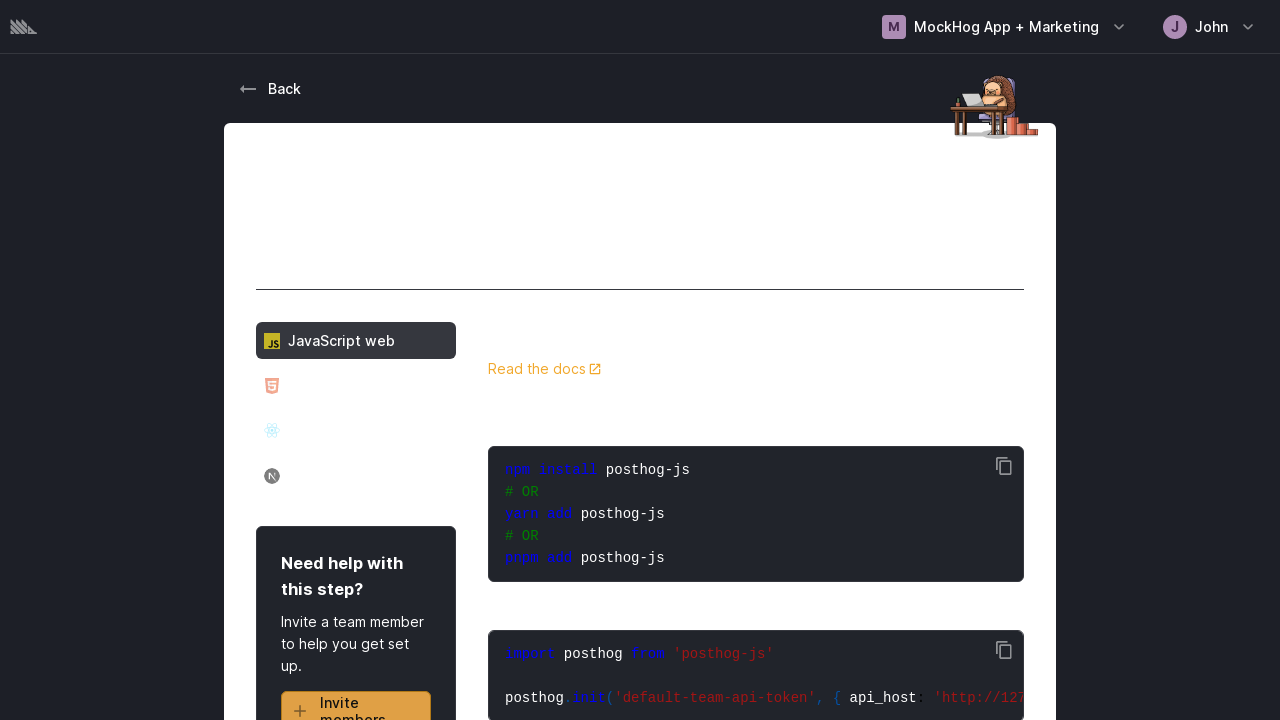 M MockHog App + Marketing
J John
Back
JavaScript web
Read the docs
npm install posthog-js
# OR
yarn add posthog-js
# OR
pnpm add posthog-js
Need help with
this step?
Invite a team member
to help you get set
up.
Invite
members
import posthog from 'posthog-js'
posthog.init('default-team-api-token', { api_host: 'http://127